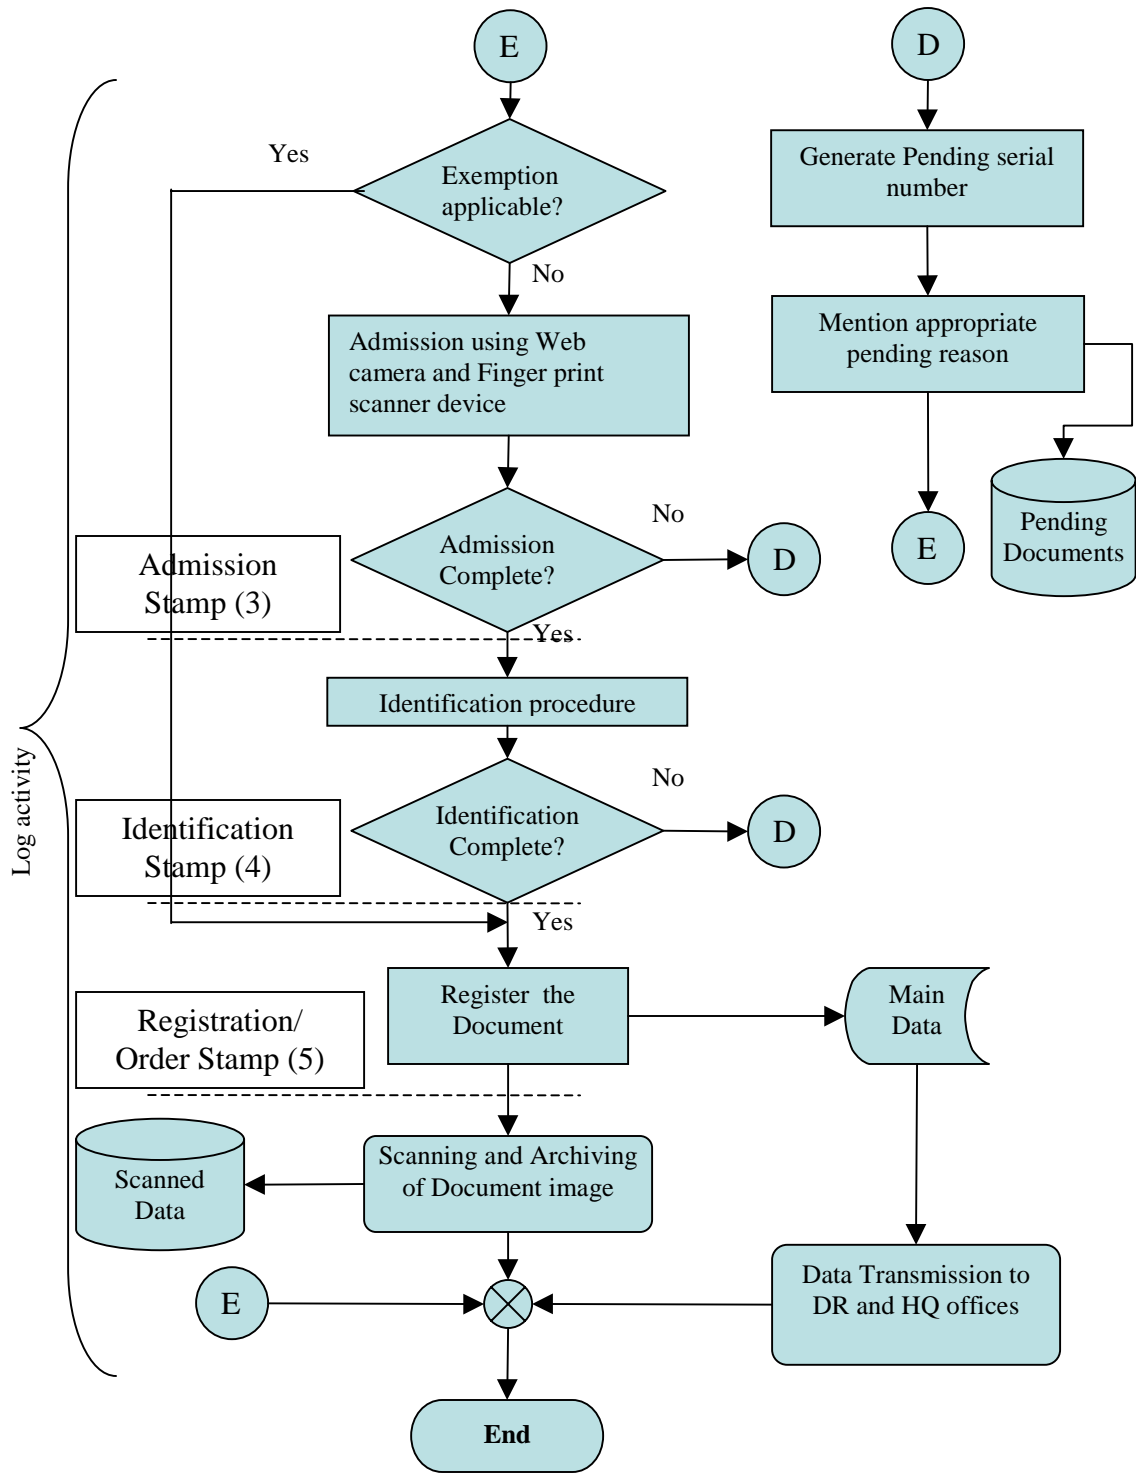 E
D
Yes
Exemption
applicable?
Generate Pending serial
number
No
Mention appropriate
pending reason
Admission using Web
camera and Finger print
scanner device
No
Admission
Complete?
D
E
Pending
Documents
Admission
Stamp (3)
Yes
Identification procedure
Log activity
No
Identification
Complete?
D
Identification
Stamp (4)
Yes
Register the
Document
Main
Data
Registration/
Order Stamp (5)
Scanning and Archiving
of Document image
Scanned
Data
E
Data Transmission to
DR and HQ offices
End